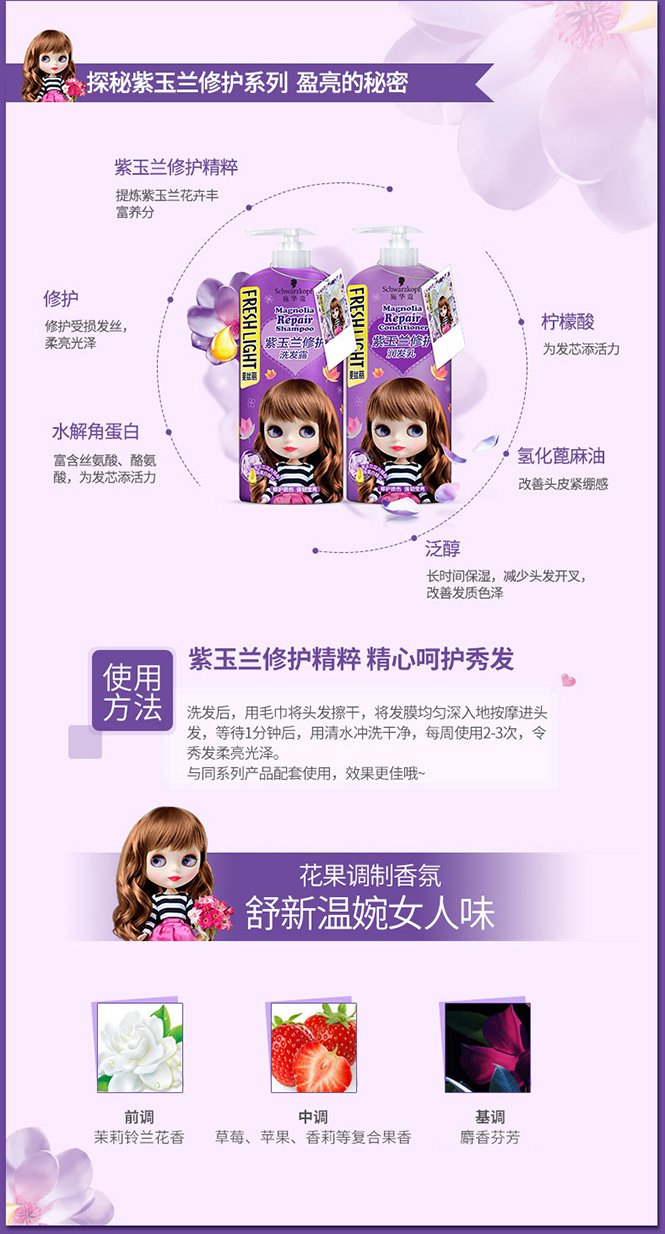 探秘紫玉兰修护系列 盈亮的秘密
紫玉兰修护精粹
提炼紫玉兰花卉丰
富养分
修护
修护受损发丝，
柔亮光泽
水解角蛋白
富含丝氨酸、酪氨
酸，为发芯添活力
Schwarzkopf
施华蔻
Magnolia
Repair
Shampoo
FRESHLIGHT
斐丝丽
紫玉兰修护
洗发露
Schwarzkopf
施华蔻
Magnolia
Repair
Conditioner
FRESHLIGHT
斐丝丽
紫玉兰修护
润发乳
柠檬酸
为发芯添活力
氢化蓖麻油
改善头皮紧绷感
泛醇
长时间保湿，减少头发开叉，
改善发质色泽
使用
方法
紫玉兰修护精粹 精心呵护秀发
洗发后，用毛巾将头发擦干，将发膜均匀深入地按摩进头
发，等待1分钟后，用清水冲洗干净，每周使用2-3次，令
秀发柔亮光泽。
与同系列产品配套使用，效果更佳哦~
花果调制香氛
舒新温婉女人味
前调
茉莉铃兰花香
中调
草莓、苹果、香莉等复合果香
基调
麝香芬芳